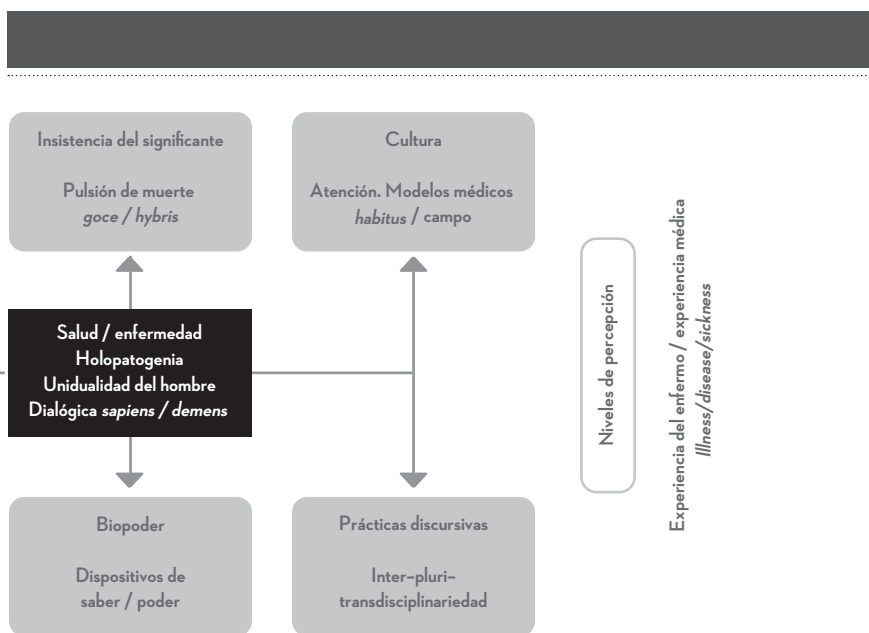 Insistencia del significante
Pulsión de muerte
goce / hybris
Cultura
Atención. Modelos médicos
habitus / campo
Salud / enfermedad
Holopatogenia
Unidualidad del hombre
Dialógica sapiens / demens
Biopoder
Dispositivos de
saber / poder
Prácticas discursivas
Inter-pluri-
transdisciplinariedad
Niveles de percepción
Experiencia del enfermo / experiencia médica
Illness/disease/sickness